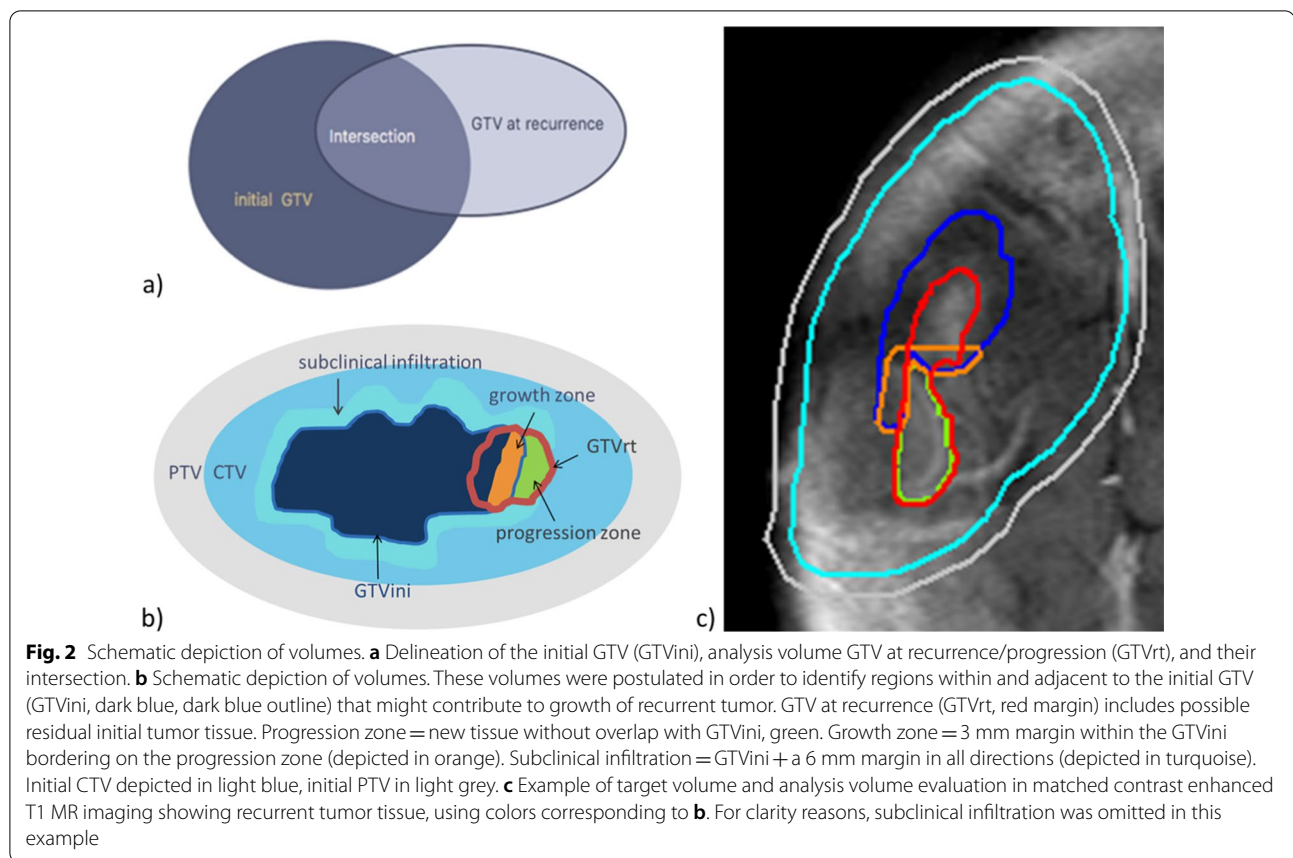 Intersection
GTV at recurrence
initial GTV
a)
subclinical infiltration
growth zone
GTVrt
PTV CTV
progression zone
GTVini
b)
c)
Fig. 2 Schematic depiction of volumes. a Delineation of the initial GTV (GTVini), analysis volume GTV at recurrence/progression (GTVrt), and their
intersection. b Schematic depiction of volumes. These volumes were postulated in order to identify regions within and adjacent to the initial GTV
(GTVini, dark blue, dark blue outline) that might contribute to growth of recurrent tumor. GTV at recurrence (GTVrt, red margin) includes possible
residual initial tumor tissue. Progression zone = new tissue without overlap with GTVini, green. Growth zone = 3 mm margin within the GTVini
bordering on the progression zone (depicted in orange). Subclinical infiltration = GTVini + a 6 mm margin in all directions (depicted in turquoise).
Initial CTV depicted in light blue, initial PTV in light grey. c Example of target volume and analysis volume evaluation in matched contrast enhanced
T1 MR imaging showing recurrent tumor tissue, using colors corresponding to b. For clarity reasons, subclinical infiltration was omitted in this
example